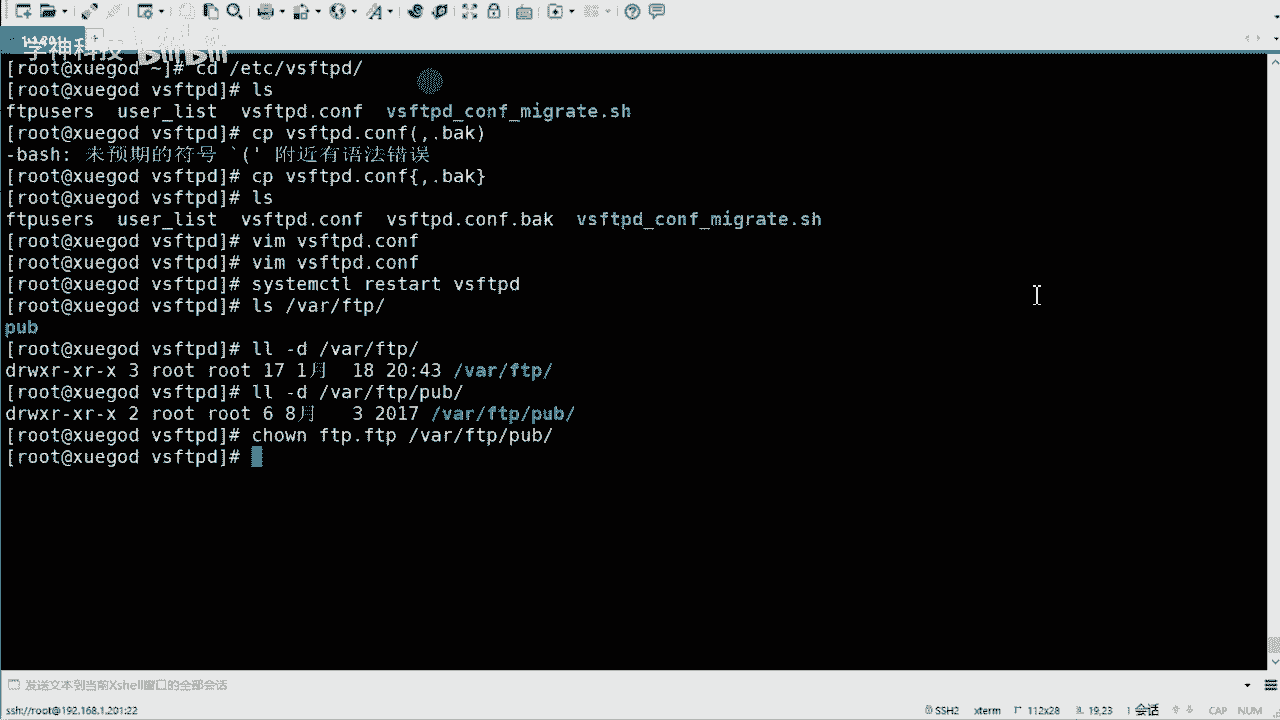 学神科技 bilibili
[root@xuegod ~]# cd /etc/vsftpd/
[root@xuegod vsftpd]# ls
ftpusers  user_list  vsftpd.conf  vsftpd_conf_migrate.sh
[root@xuegod vsftpd]# cp vsftpd.conf(,.bak)
-bash: 未预期的符号 `(' 附近有语法错误
[root@xuegod vsftpd]# cp vsftpd.conf{,.bak}
[root@xuegod vsftpd]# ls
ftpusers  user_list  vsftpd.conf  vsftpd.conf.bak  vsftpd_conf_migrate.sh
[root@xuegod vsftpd]# vim vsftpd.conf
[root@xuegod vsftpd]# vim vsftpd.conf
[root@xuegod vsftpd]# systemctl restart vsftpd
[root@xuegod vsftpd]# ls /var/ftp/
pub
[root@xuegod vsftpd]# ll -d /var/ftp/
drwxr-xr-x 3 root root 17 1月  18 20:43 /var/ftp/
[root@xuegod vsftpd]# ll -d /var/ftp/pub/
drwxr-xr-x 2 root root 6 8月   3 2017 /var/ftp/pub/
[root@xuegod vsftpd]# chown ftp.ftp /var/ftp/pub/
[root@xuegod vsftpd]#
发送文本到当前Xshell窗口的全部会话
ssh://root@192.168.1.201:22 SSH2 xterm 112x28 19,23 1 会话 CAP NUM